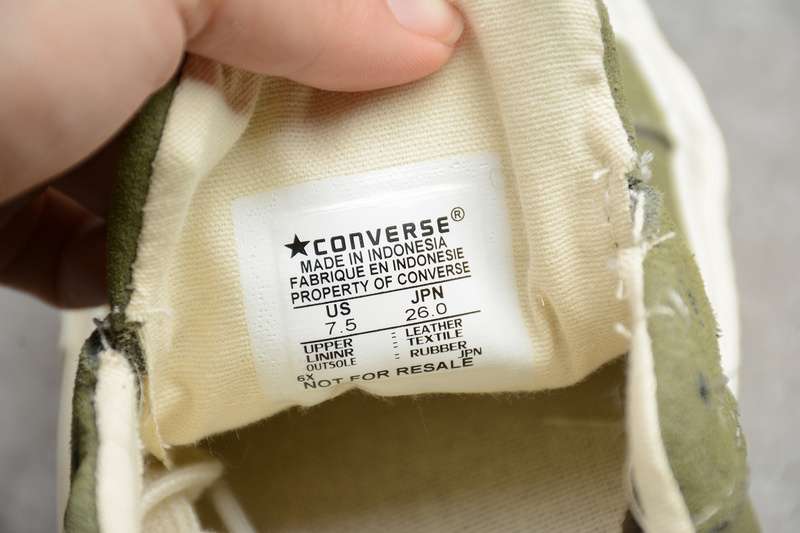 ★CONVERSE®
MADE IN INDONESIA
FABRIQUE EN INDONESIE
PROPERTY OF CONVERSE
US JPN
7.5 26.0
UPPER : LEATHER
LININR : TEXTILE
OUTSOLE : RUBBER JPN
6X
NOT FOR RESALE